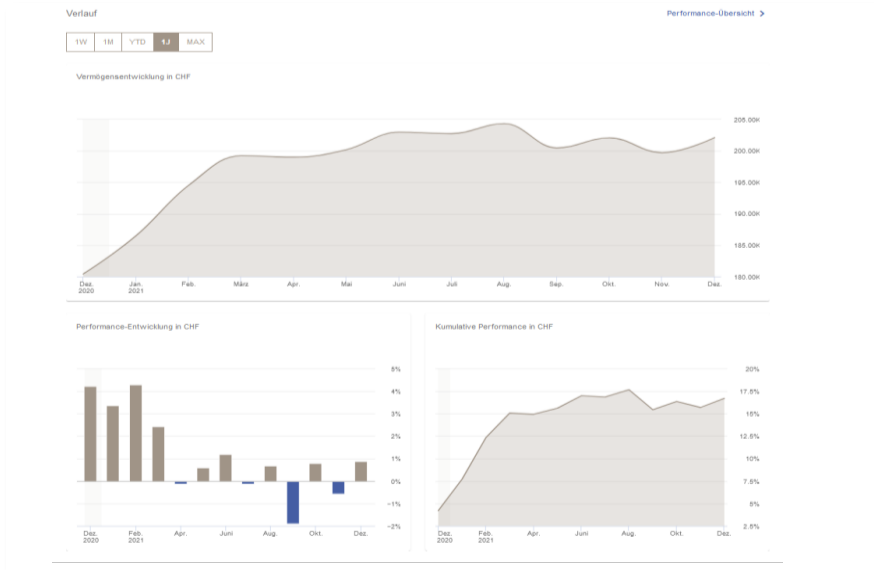 Verlauf
Performance-Übersicht >
1W 1M YTD 1J MAX
Vermögensentwicklung in CHF
205.00K
200.00K
195.00K
190.00K
185.00K
180.00K
Dez. 2020 Jan. 2021 Feb. März Apr. Mai Juni Juli Aug. Sep. Okt. Nov. Dez.
Performance-Entwicklung in CHF
5%
4%
3%
2%
1%
0%
-1%
-2%
Dez. 2020 Feb. 2021 Apr. Juni Aug. Okt. Dez.
Kumulative Performance in CHF
20%
17.5%
15%
12.5%
10%
7.5%
5%
2.5%
Dez. 2020 Feb. 2021 Apr. Juni Aug. Okt. Dez.